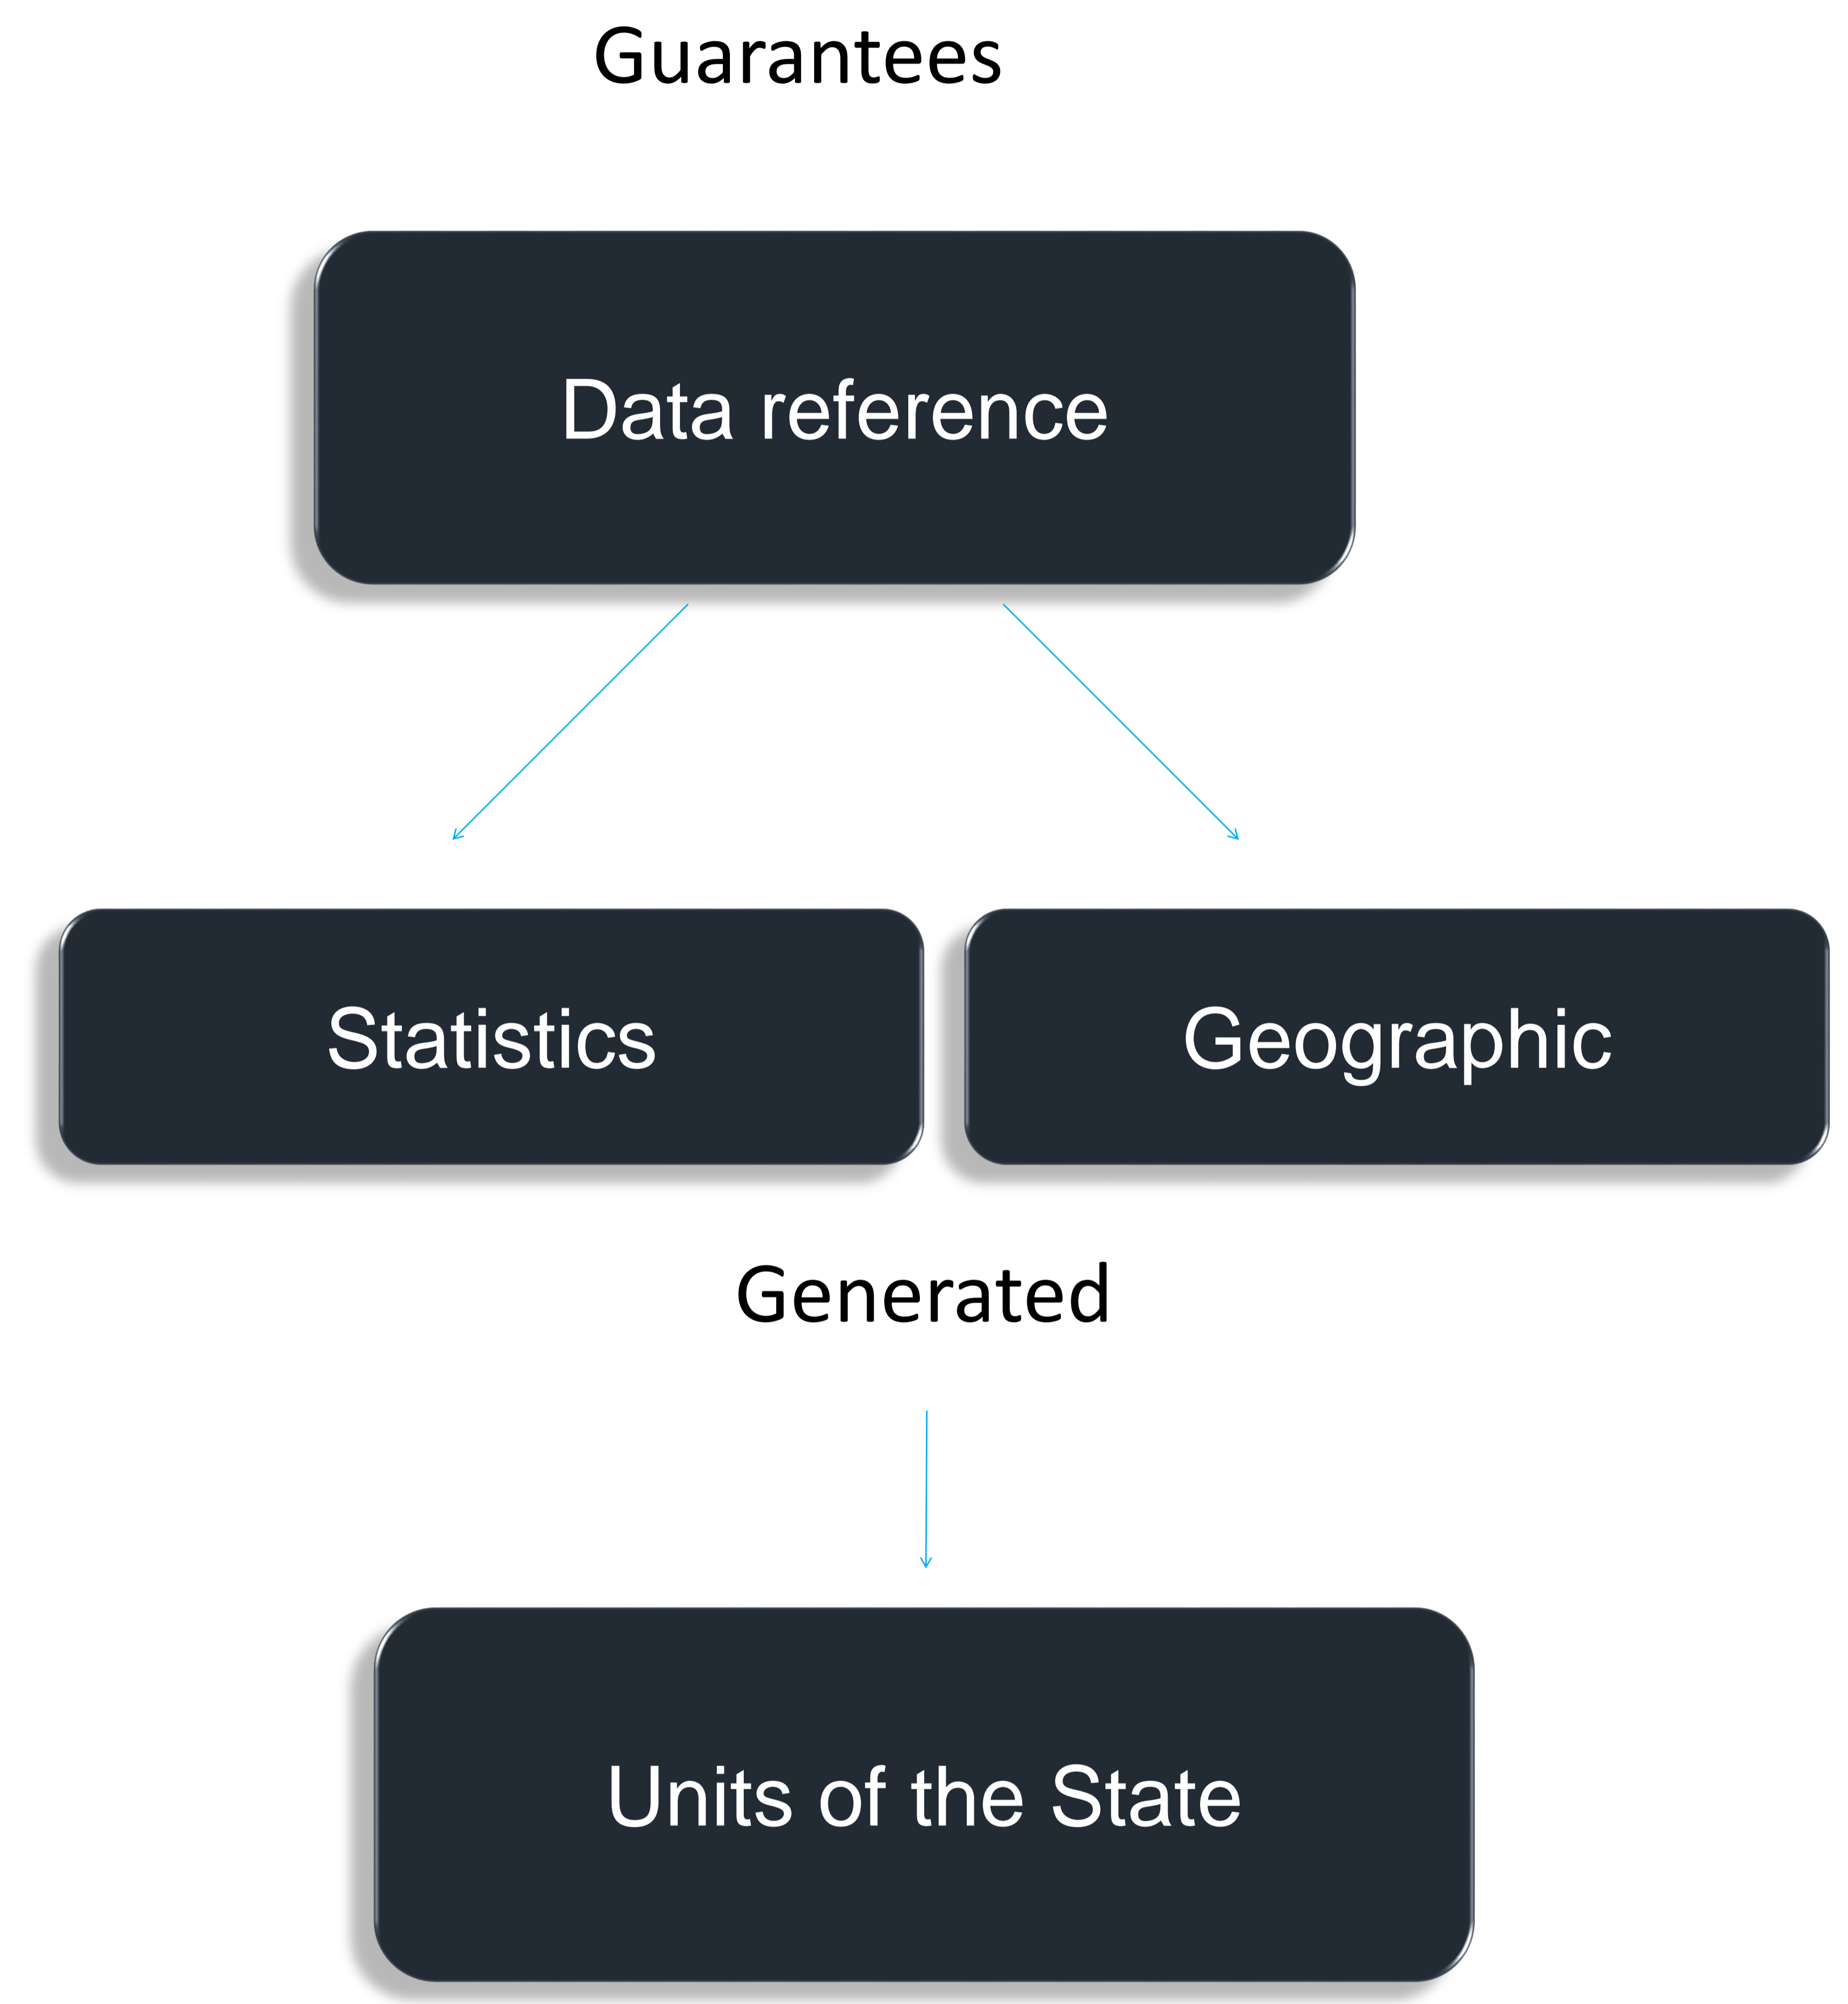 Guarantees
Data reference
Statistics
Geographic
Generated
Units of the State